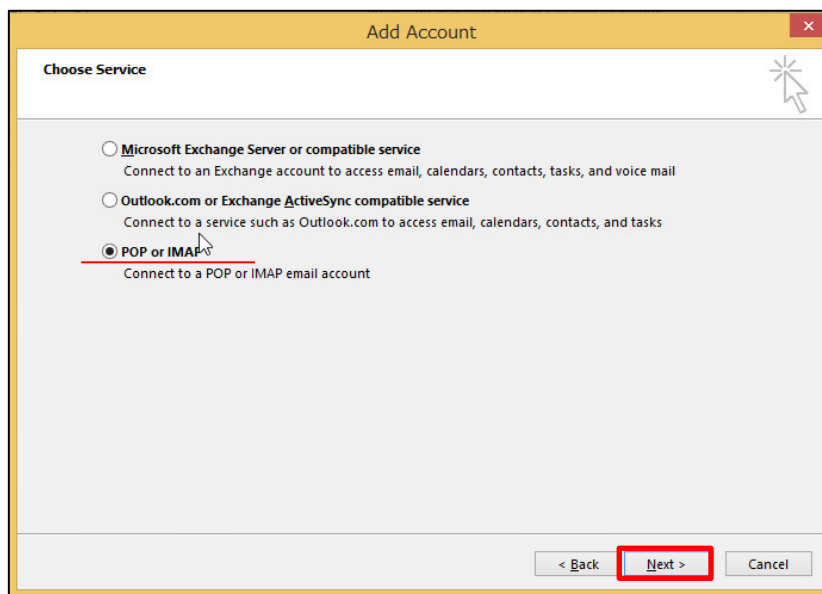 Add Account
Choose Service
Microsoft Exchange Server or compatible service
Connect to an Exchange account to access email, calendars, contacts, tasks, and voice mail
Outlook.com or Exchange ActiveSync compatible service
Connect to a service such as Outlook.com to access email, calendars, contacts, and tasks
POP or IMAP
Connect to a POP or IMAP email account
< Back Next > Cancel